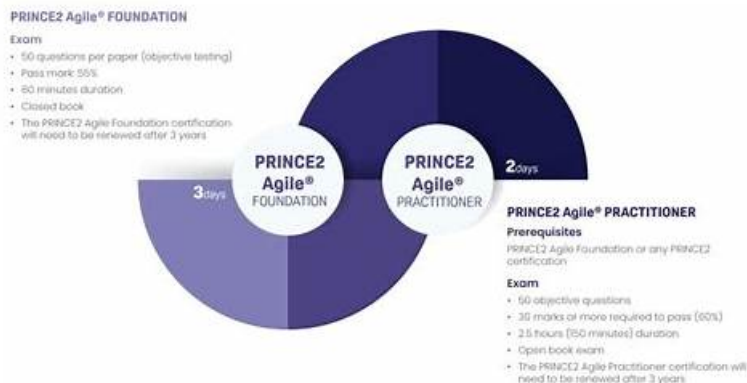 PRINCE2 Agile® FOUNDATION
Exam
• 50 questions per paper (objective testing)
• Pass mark: 55%
• 60 minutes duration
• Closed book
• The PRINCE2 Agile Foundation certification
will need to be renewed after 3 years
3days
PRINCE2
Agile®
FOUNDATION
PRINCE2
Agile®
PRACTITIONER
2days
PRINCE2 Agile® PRACTITIONER
Prerequisites
PRINCE2 Agile Foundation or any PRINCE2
certification
Exam
• 50 objective questions
• 30 marks or more required to pass (60%)
• 2.5 hours (150 minutes) duration
• Open book exam
• The PRINCE2 Agile Practitioner certification will
need to be renewed after 3 years